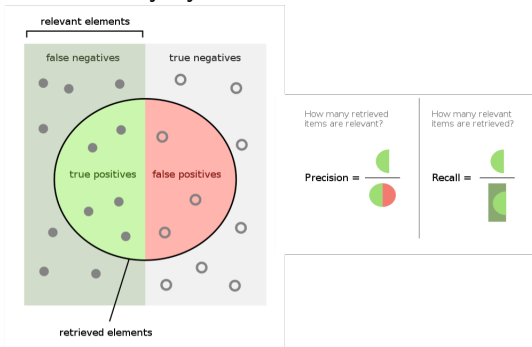 relevant elements
false negatives
true negatives
true positives
false positives
retrieved elements
How many retrieved
items are relevant?
Precision =
How many relevant
items are retrieved?
Recall =